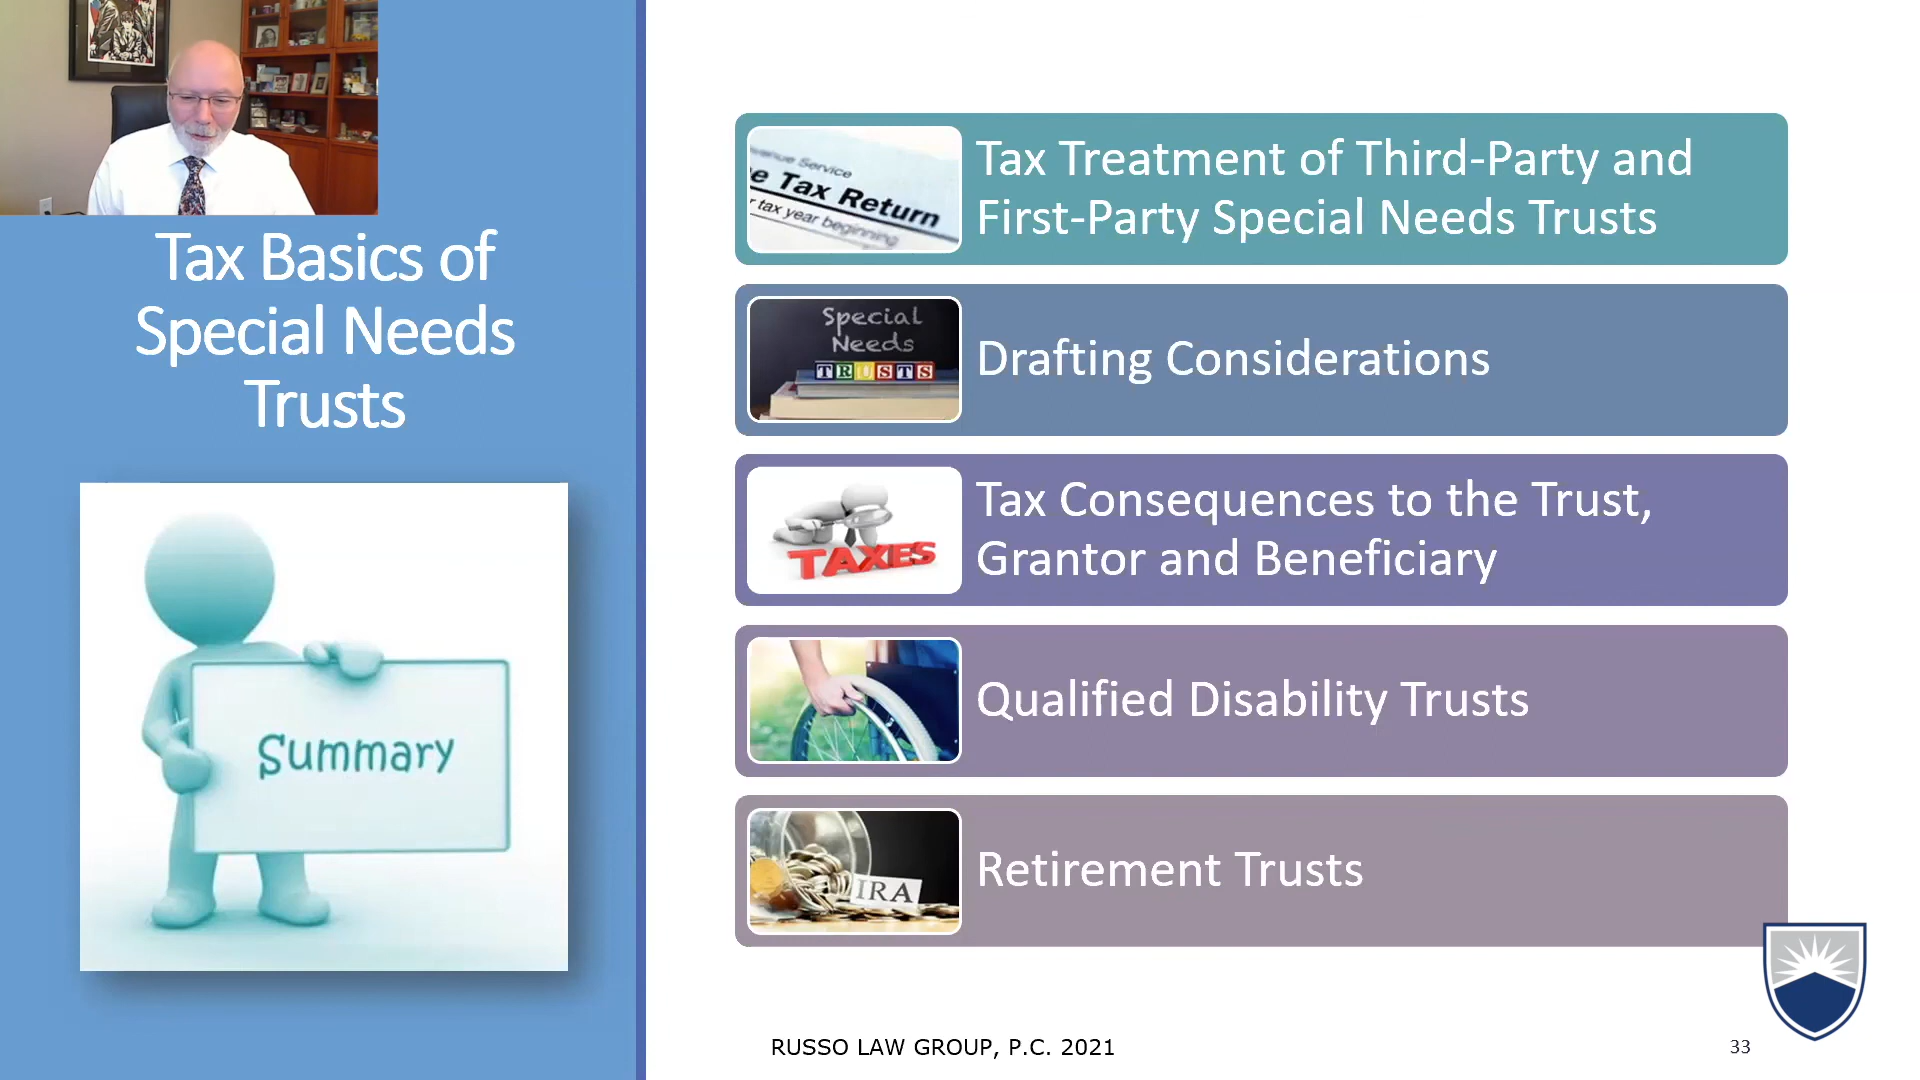 Tax Basics of
Special Needs
Trusts
Summary
venue Service
e Tax Return
r tax year beginning
Tax Treatment of Third-Party and
First-Party Special Needs Trusts
Special
Needs
TRUSTS
Drafting Considerations
TAXES
Tax Consequences to the Trust,
Grantor and Beneficiary
Qualified Disability Trusts
IRA
Retirement Trusts
RUSSO LAW GROUP, P.C. 2021
33